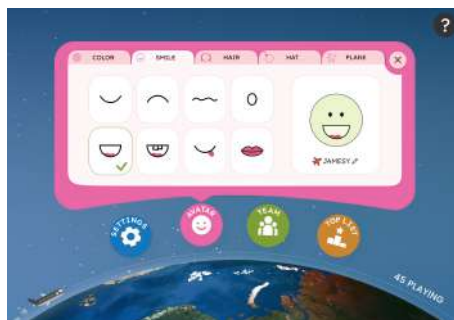 ?
COLOR SMILE HAIR HAT PLANE
JAMESY
SETTINGS
AVATAR
TEAM
TOP LIST
45 PLAYING